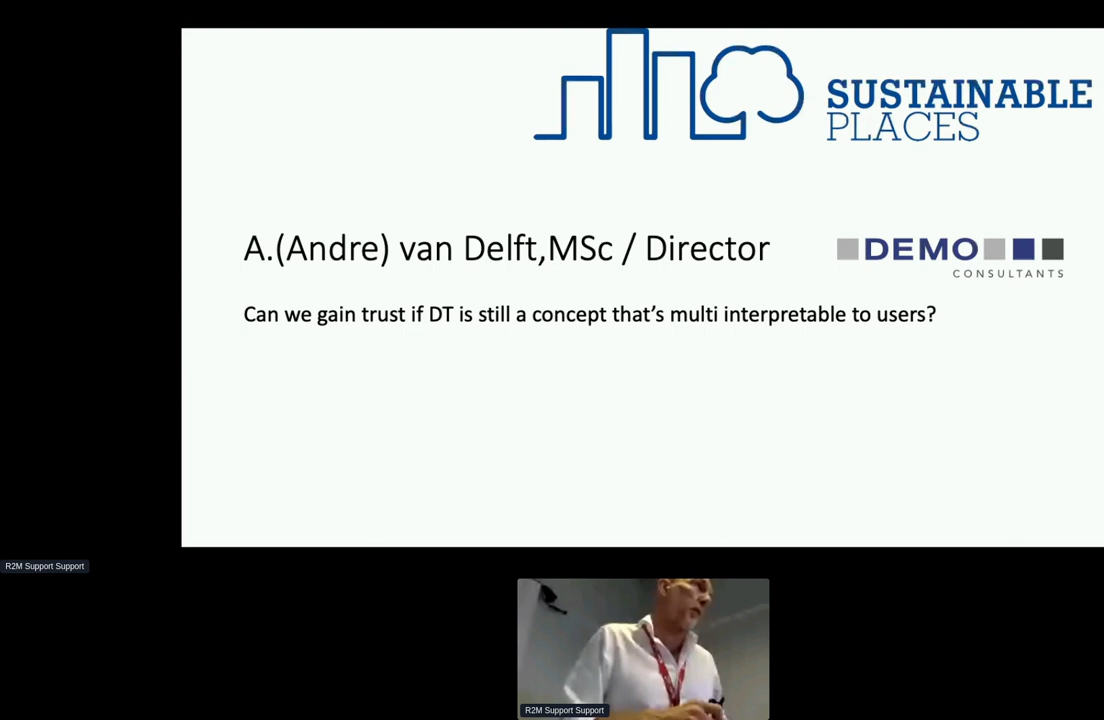 SUSTAINABLE
PLACES
A.(Andre) van Delft,MSc / Director
DEMO
CONSULTANTS
Can we gain trust if DT is still a concept that's multi interpretable to users?
R2M Support Support
R2M Support Support